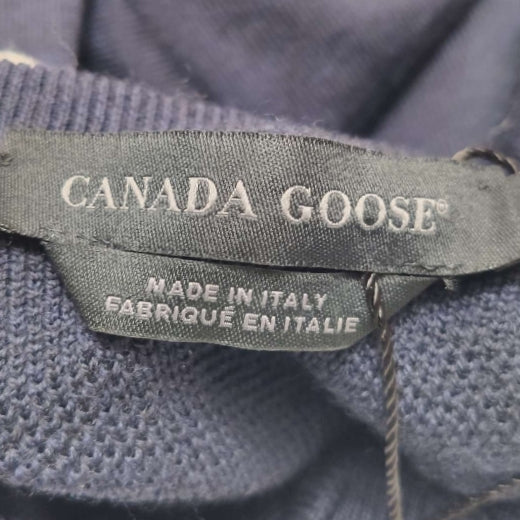 CANADA GOOSE®
MADE IN ITALY
FABRIQUÉ EN ITALIE